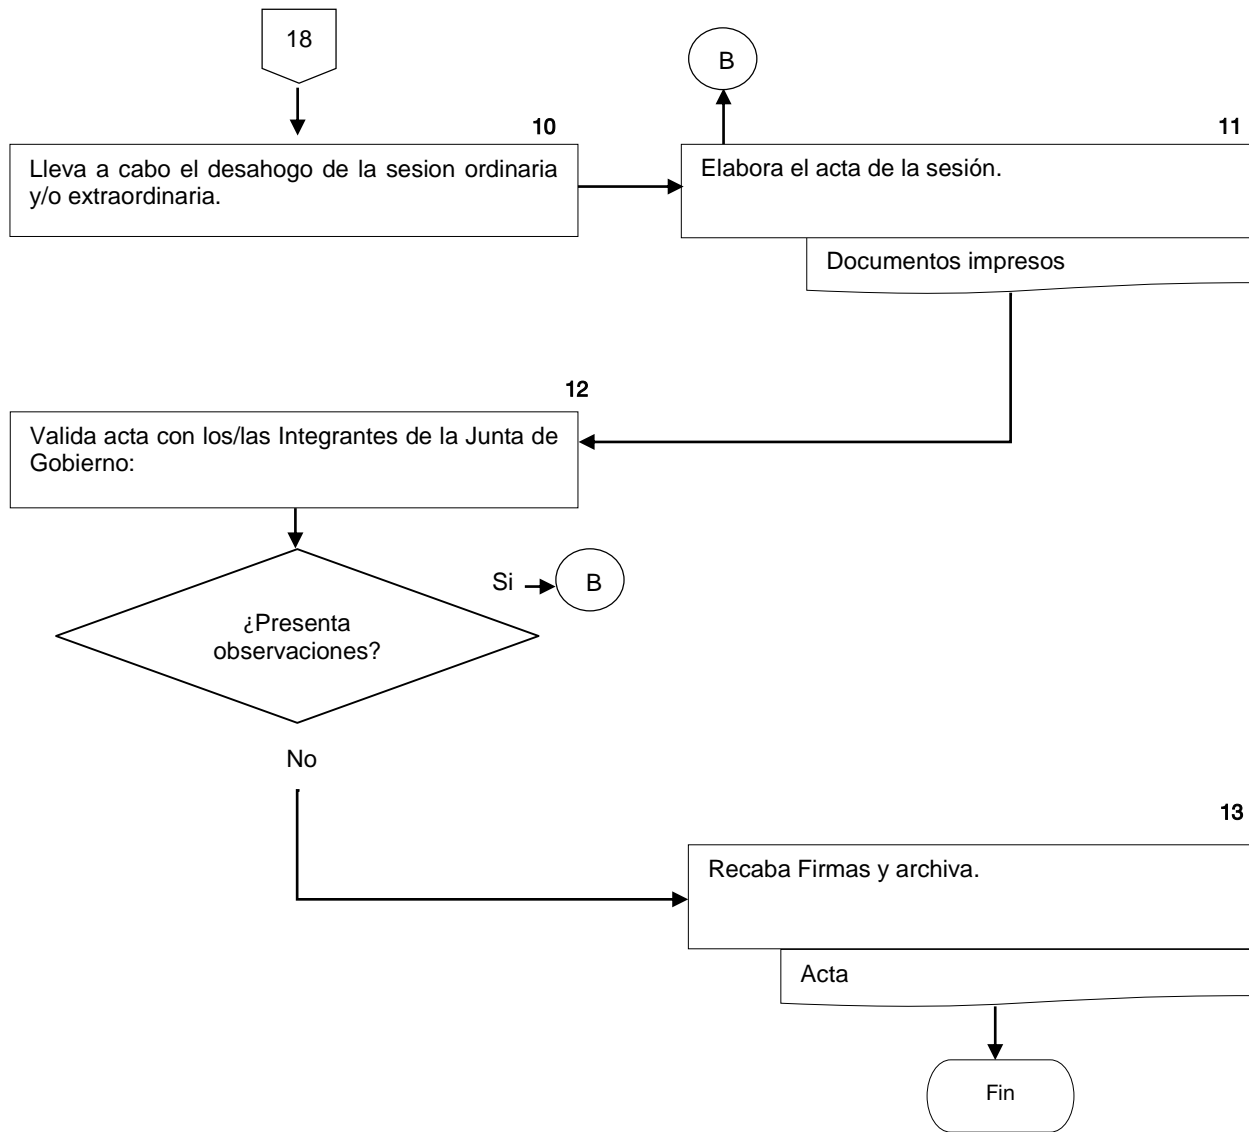 18
B
10
Lleva a cabo el desahogo de la sesion ordinaria
y/o extraordinaria.
11
Elabora el acta de la sesión.
Documentos impresos
12
Valida acta con los/las Integrantes de la Junta de
Gobierno:
Si
B
¿Presenta
observaciones?
No
13
Recaba Firmas y archiva.
Acta
Fin